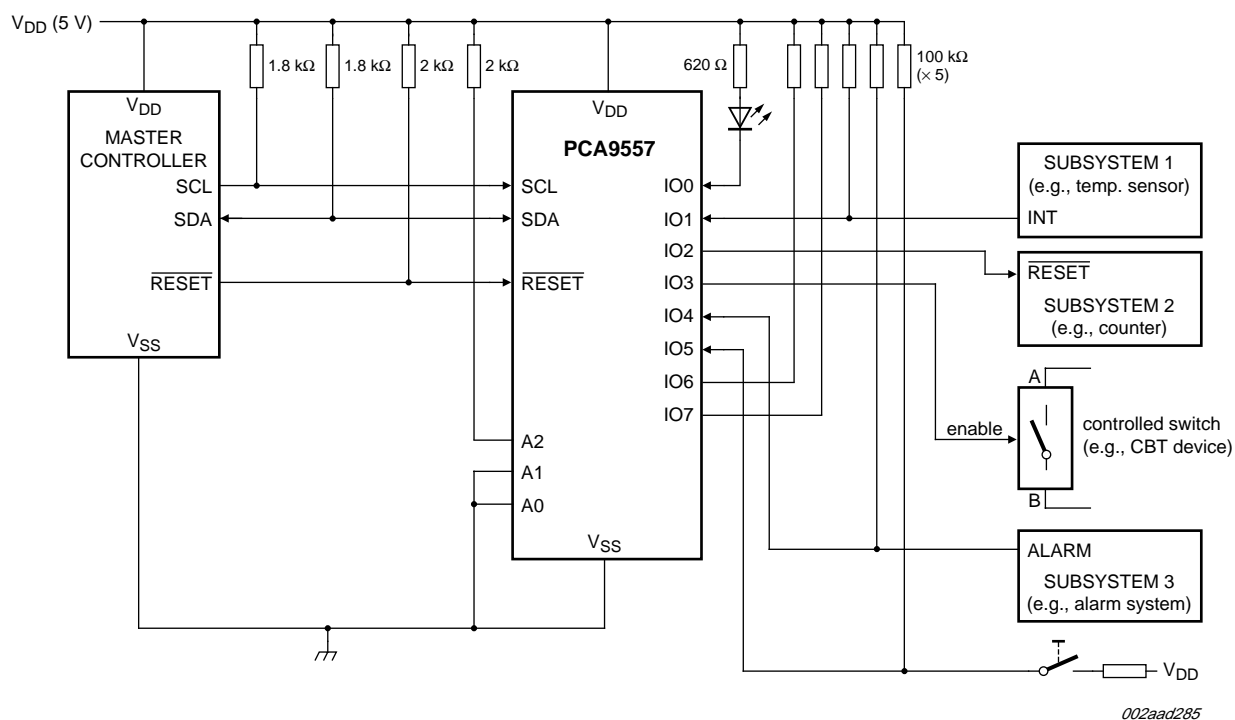 VDD (5 V)
1.8 kΩ
1.8 kΩ
2 kΩ
2 kΩ
620 Ω
100 kΩ
(× 5)
VDD
MASTER
CONTROLLER
SCL
SDA
RESET
VSS
VDD
PCA9557
SCL
SDA
RESET
A2
A1
A0
VSS
IO0
IO1
IO2
IO3
IO4
IO5
IO6
IO7
SUBSYSTEM 1
(e.g., temp. sensor)
INT
RESET
SUBSYSTEM 2
(e.g., counter)
A
enable
controlled switch
(e.g., CBT device)
B
ALARM
SUBSYSTEM 3
(e.g., alarm system)
VDD
002aad285